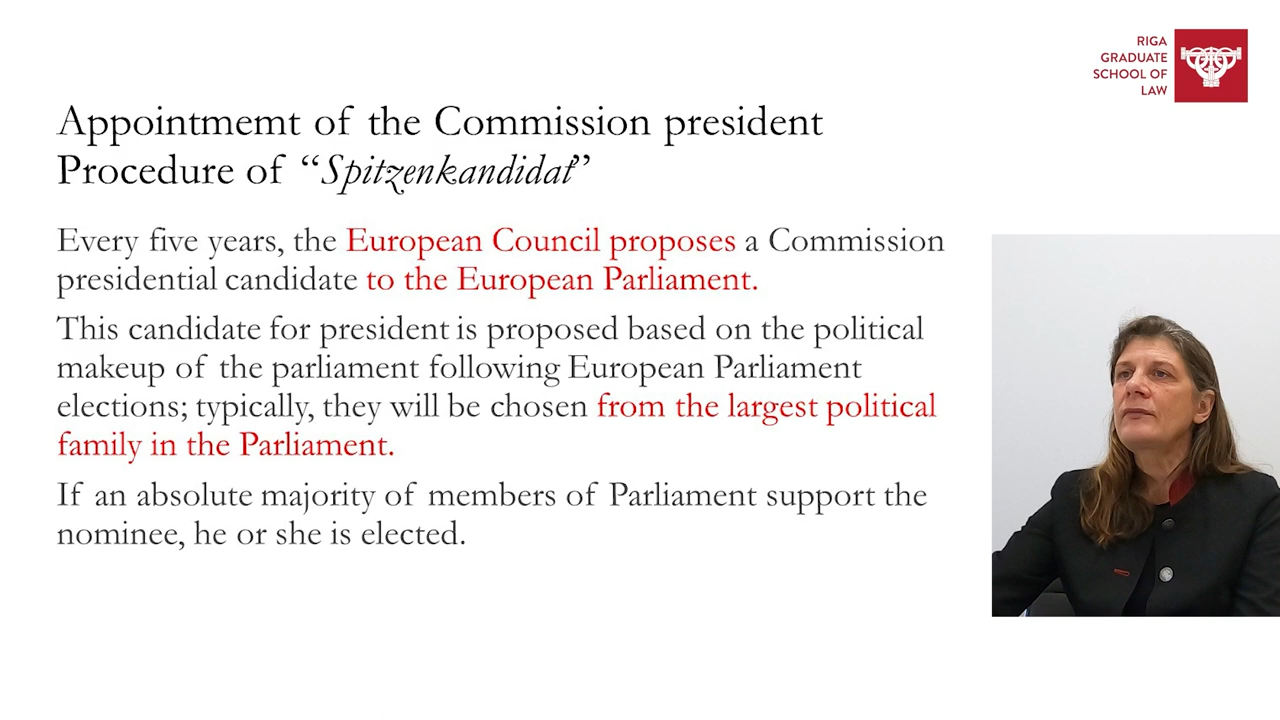 RIGA
GRADUATE
SCHOOL OF
LAW
Appointmemt of the Commission president
Procedure of “Spitzenkandidat”
Every five years, the European Council proposes a Commission
presidential candidate to the European Parliament.
This candidate for president is proposed based on the political
makeup of the parliament following European Parliament
elections; typically, they will be chosen from the largest political
family in the Parliament.
If an absolute majority of members of Parliament support the
nominee, he or she is elected.